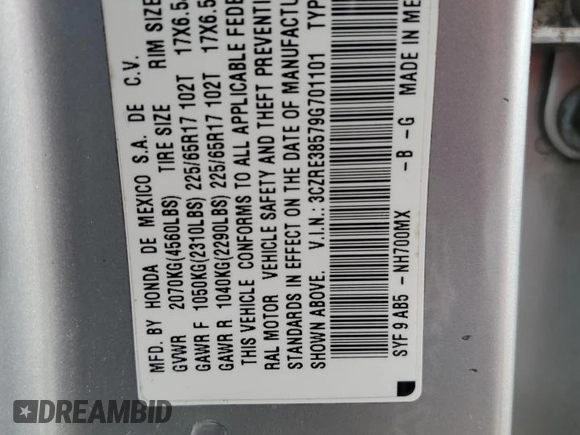 MFD. BY HONDA DE MEXICO S.A. DE C.V.
GVWR 2070KG(4560LBS) TIRE SIZE RIM SIZE
GAWR F 1050KG(2310LBS) 225/65R17 102T 17X6.5
GAWR R 1040KG(2290LBS) 225/65R17 102T 17X6.5
THIS VEHICLE CONFORMS TO ALL APPLICABLE FEDE
RAL MOTOR VEHICLE SAFETY AND THEFT PREVENTI
STANDARDS IN EFFECT ON THE DATE OF MANUFACTU
SHOWN ABOVE. V.I.N.: 3CZRE38579G701101 TYP
SYF 9 AB5 -NH700MX -B -G MADE IN ME
DREAMBID